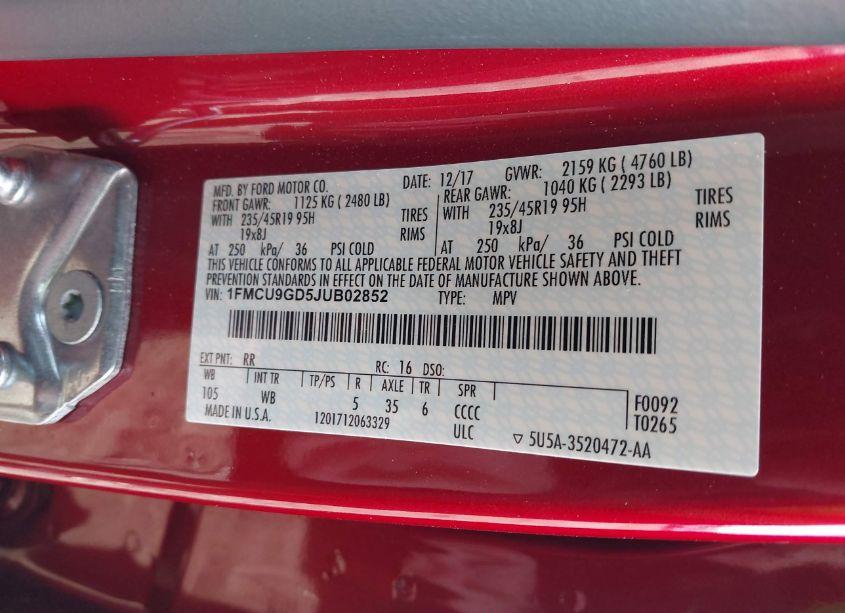 MFD. BY FORD MOTOR CO. DATE: 12/17 GVWR: 2159 KG ( 4760 LB)
FRONT GAWR: 1125 KG ( 2480 LB) REAR GAWR: 1040 KG ( 2293 LB)
WITH 235/45R19 95H TIRES WITH 235/45R19 95H TIRES
19x8J RIMS 19x8J RIMS
AT 250 kPa/ 36 PSI COLD AT 250 kPa/ 36 PSI COLD
THIS VEHICLE CONFORMS TO ALL APPLICABLE FEDERAL MOTOR VEHICLE SAFETY AND THEFT
PREVENTION STANDARDS IN EFFECT ON THE DATE OF MANUFACTURE SHOWN ABOVE.
VIN: 1FMCU9GD5JUB02852 TYPE: MPV
EXT PNT: RR RC: 16 DSO:
WB INT TR TP/PS R AXLE TR SPR
105 WB 5 35 6 CCCC F0092
MADE IN U.S.A. 1201712063329 ULC T0265
▽ 5U5A-3520472-AA